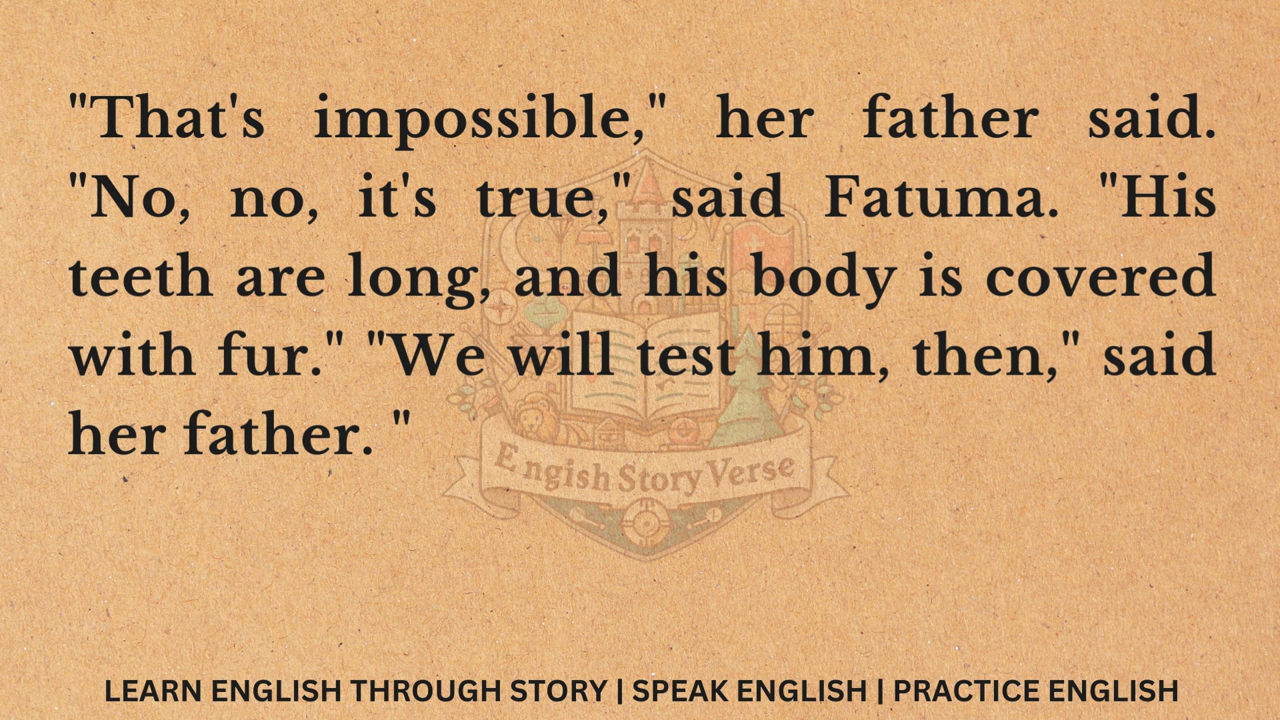 "That's impossible," her father said.
"No, no, it's true," said Fatuma. "His
teeth are long, and his body is covered
with fur." "We will test him, then," said
her father. "
E ngish Story Verse
LEARN ENGLISH THROUGH STORY | SPEAK ENGLISH | PRACTICE ENGLISH